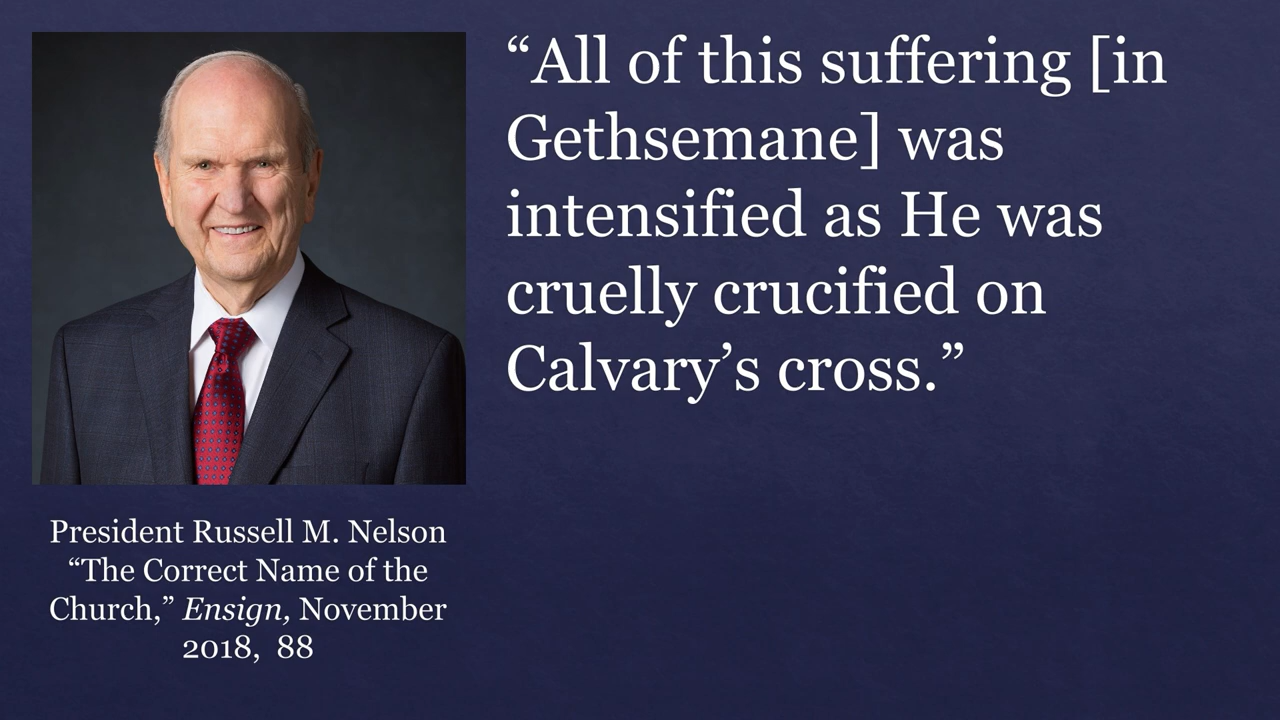 “All of this suffering [in
Gethsemane] was
intensified as He was
cruelly crucified on
Calvary’s cross.”
President Russell M. Nelson
“The Correct Name of the
Church,” Ensign, November
2018,  88